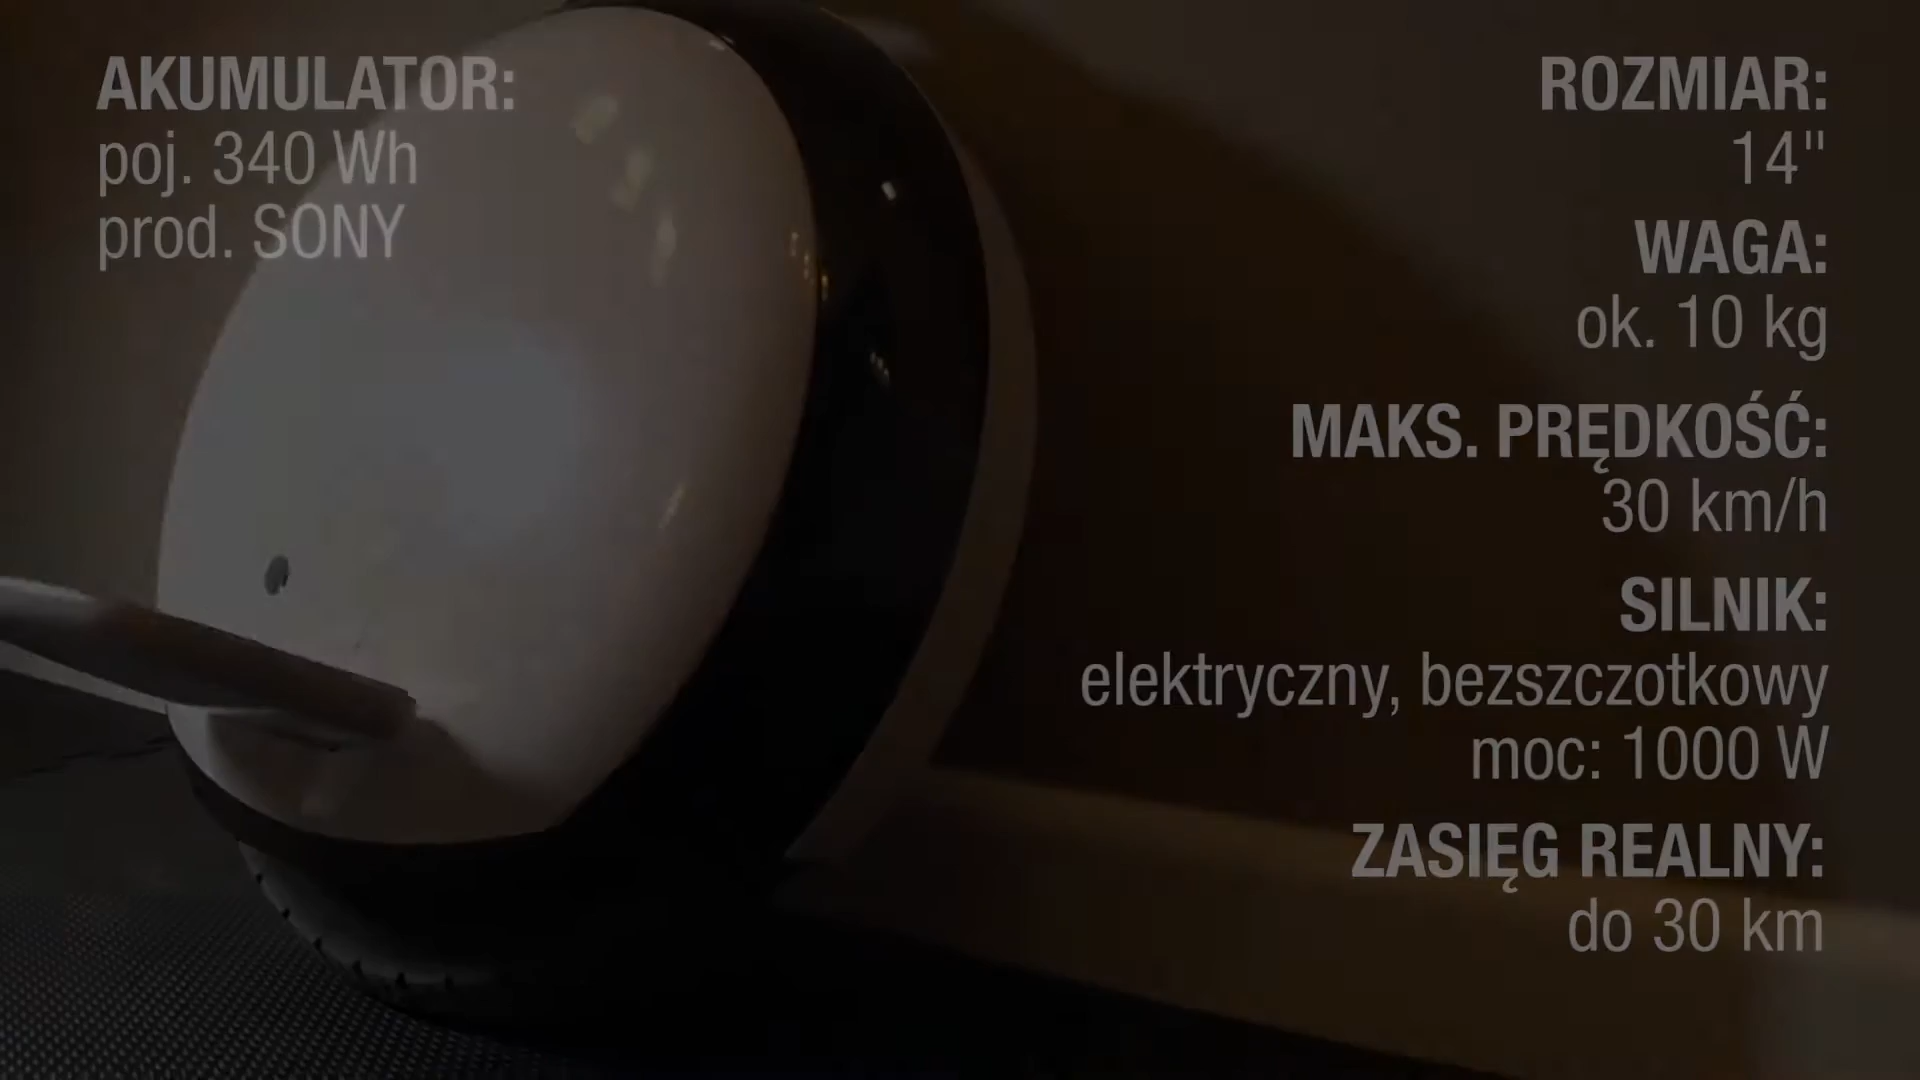 AKUMULATOR:
poj. 340 Wh
prod. SONY
ROZMIAR:
14"
WAGA:
ok. 10 kg
MAKS. PRĘDKOŚĆ:
30 km/h
SILNIK:
elektryczny, bezszczotkowy
moc: 1000 W
ZASIĘG REALNY:
do 30 km